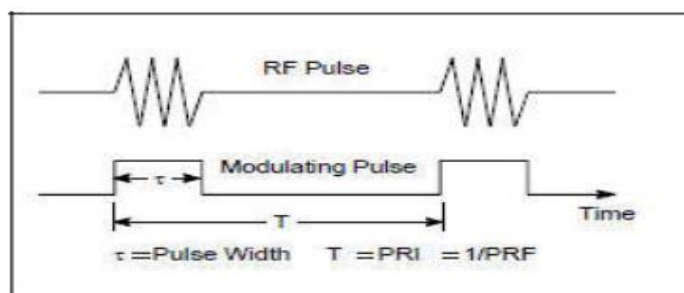 RF Pulse
τ
Modulating Pulse
T
Time
τ=Pulse Width T=PRI =1/PRF